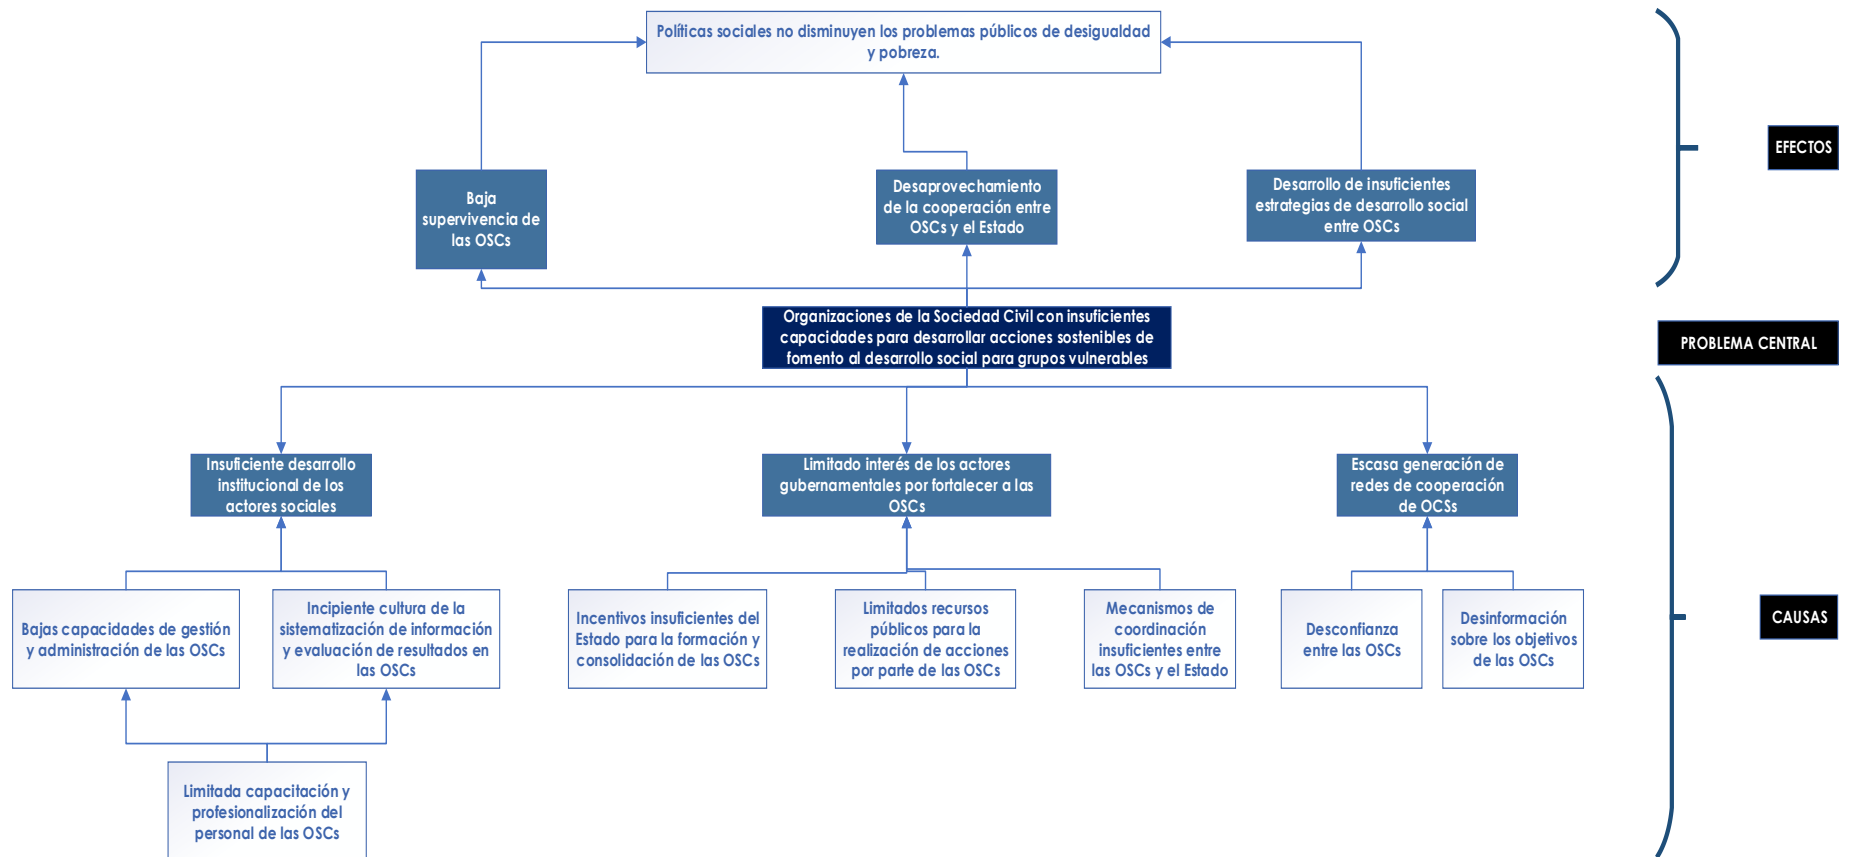 Políticas sociales no disminuyen los problemas públicos de desigualdad
y pobreza.
EFECTOS
Baja
supervivencia de
las OSCs
Desaprovechamiento
de la cooperación entre
OSCs y el Estado
Desarrollo de insuficientes
estrategias de desarrollo social
entre OSCs
Organizaciones de la Sociedad Civil con insuficientes
capacidades para desarrollar acciones sostenibles de
fomento al desarrollo social para grupos vulnerables
PROBLEMA CENTRAL
Insuficiente desarrollo
institucional de los
actores sociales
Limitado interés de los actores
gubernamentales por fortalecer a las
OSCs
Escasa generación de
redes de cooperación
de OCSs
Bajas capacidades de gestión
y administración de las OSCs
Incipiente cultura de la
sistematización de información
y evaluación de resultados en
las OSCs
Incentivos insuficientes del
Estado para la formación y
consolidación de las OSCs
Limitados recursos
públicos para la
realización de acciones
por parte de las OSCs
Mecanismos de
coordinación
insuficientes entre
las OSCs y el Estado
Desconfianza
entre las OSCs
Desinformación
sobre los objetivos
de las OSCs
CAUSAS
Limitada capacitación y
profesionalización del
personal de las OSCs